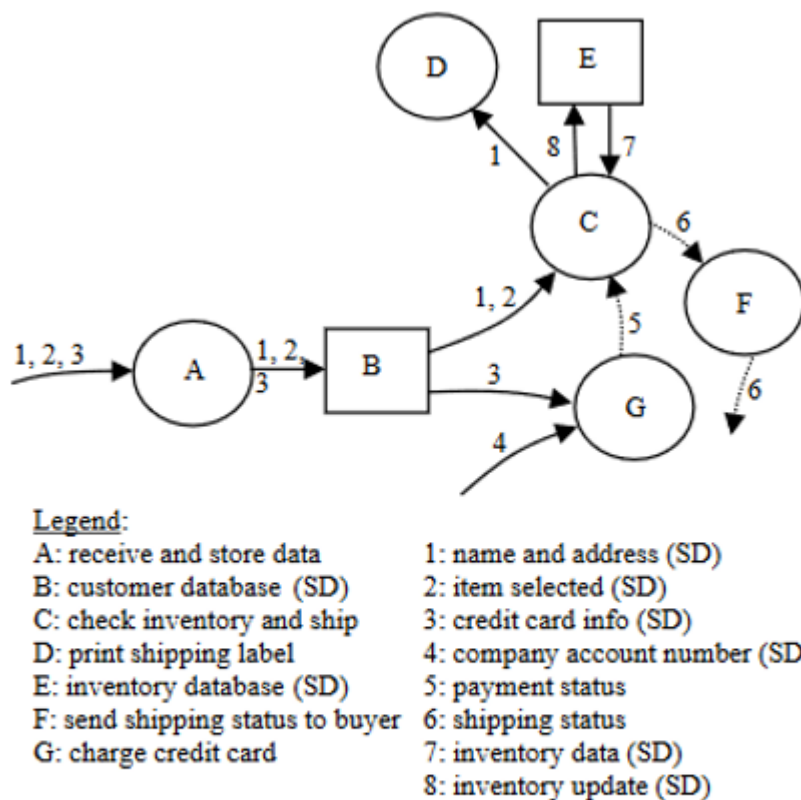 D
E
1
8
7
C
6
1, 2
F
5
1, 2, 3
A
1, 2,
3
B
3
G
6
4
Legend:
A: receive and store data
B: customer database (SD)
C: check inventory and ship
D: print shipping label
E: inventory database (SD)
F: send shipping status to buyer
G: charge credit card
1: name and address (SD)
2: item selected (SD)
3: credit card info (SD)
4: company account number (SD
5: payment status
6: shipping status
7: inventory data (SD)
8: inventory update (SD)